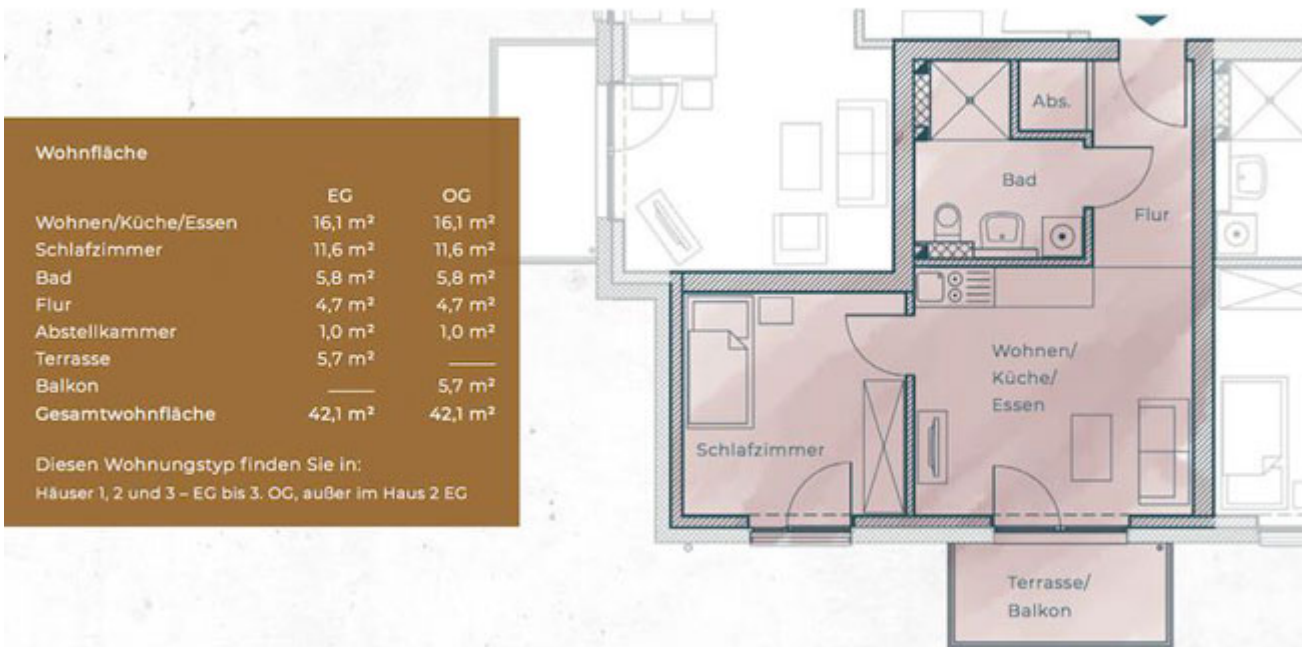 Wohnfläche
EG OG
Wohnen/Küche/Essen 16,1 m² 16,1 m²
Schlafzimmer 11,6 m² 11,6 m²
Bad 5,8 m² 5,8 m²
Flur 4,7 m² 4,7 m²
Abstellkammer 1,0 m² 1,0 m²
Terrasse 5,7 m² ____
Balkon ____ 5,7 m²
Gesamtwohnfläche 42,1 m² 42,1 m²
Diesen Wohnungstyp finden Sie in:
Häuser 1, 2 und 3 – EG bis 3. OG, außer im Haus 2 EG
Abs.
Bad
Flur
Wohnen/
Küche/
Essen
Schlafzimmer
Terrasse/
Balkon